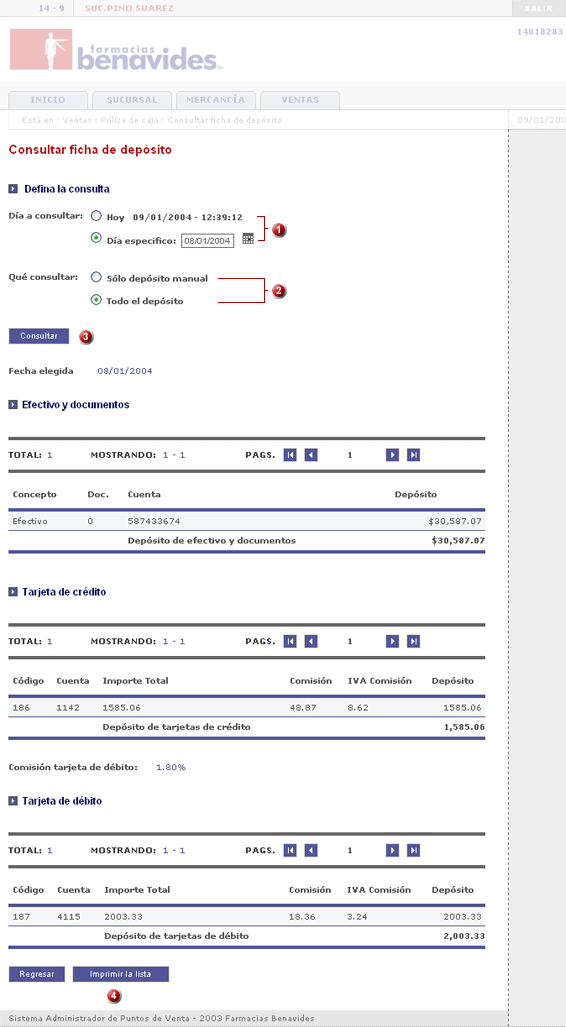 14 - 9 SUC.PINO SUAREZ SALIR
14018283
farmacias
benavides
INICIO SUCURSAL MERCANCÍA VENTAS
Está en : Ventas : Póliza de caja : Consultar ficha de depósito 09/01/200
Consultar ficha de depósito
Defina la consulta
Día a consultar: Hoy 09/01/2004 - 12:39:12
1
Día especifico: 08/01/2004
Qué consultar: Sólo depósito manual
2
Todo el depósito
Consultar 3
Fecha elegida 08/01/2004
Efectivo y documentos
TOTAL: 1 MOSTRANDO: 1 - 1 PAGS. 1
Concepto Doc. Cuenta Depósito
Efectivo 0 587433674 $30,587.07
Depósito de efectivo y documentos $30,587.07
Tarjeta de crédito
TOTAL: 1 MOSTRANDO: 1 - 1 PAGS. 1
Código Cuenta Importe Total Comisión IVA Comisión Depósito
186 1142 1585.06 48.87 8.62 1585.06
Depósito de tarjetas de crédito 1,585.06
Comisión tarjeta de débito: 1.80%
Tarjeta de débito
TOTAL: 1 MOSTRANDO: 1 - 1 PAGS. 1
Código Cuenta Importe Total Comisión IVA Comisión Depósito
187 4115 2003.33 18.36 3.24 2003.33
Depósito de tarjetas de débito 2,003.33
Regresar Imprimir la lista
4
Sistema Administrador de Puntos de Venta - 2003 Farmacias Benavides